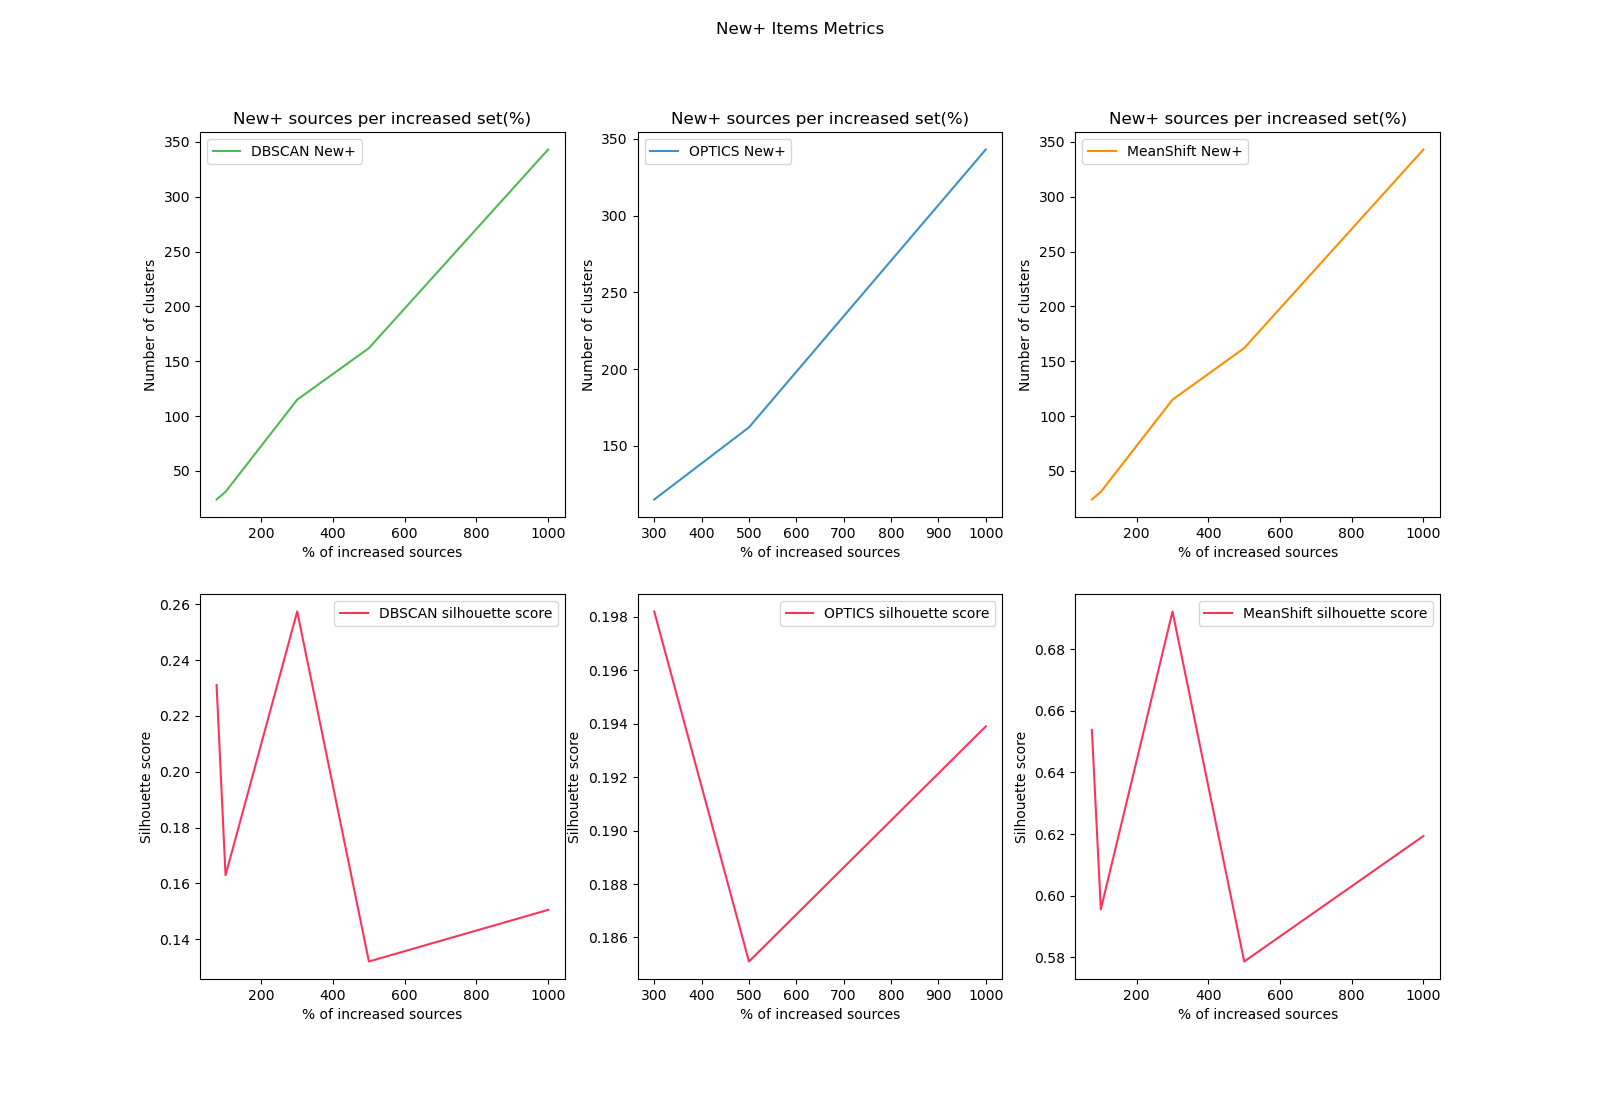 New+ Items Metrics
New+ sources per increased set(%)
DBSCAN New+
Number of clusters
350
300
250
200
150
100
50
200 400 600 800 1000
% of increased sources
New+ sources per increased set(%)
OPTICS New+
Number of clusters
350
300
250
200
150
300 400 500 600 700 800 900 1000
% of increased sources
New+ sources per increased set(%)
MeanShift New+
Number of clusters
350
300
250
200
150
100
50
200 400 600 800 1000
% of increased sources
DBSCAN silhouette score
Silhouette score
0.26
0.24
0.22
0.20
0.18
0.16
0.14
200 400 600 800 1000
% of increased sources
OPTICS silhouette score
Silhouette score
0.198
0.196
0.194
0.192
0.190
0.188
0.186
300 400 500 600 700 800 900 1000
% of increased sources
MeanShift silhouette score
Silhouette score
0.68
0.66
0.64
0.62
0.60
0.58
200 400 600 800 1000
% of increased sources